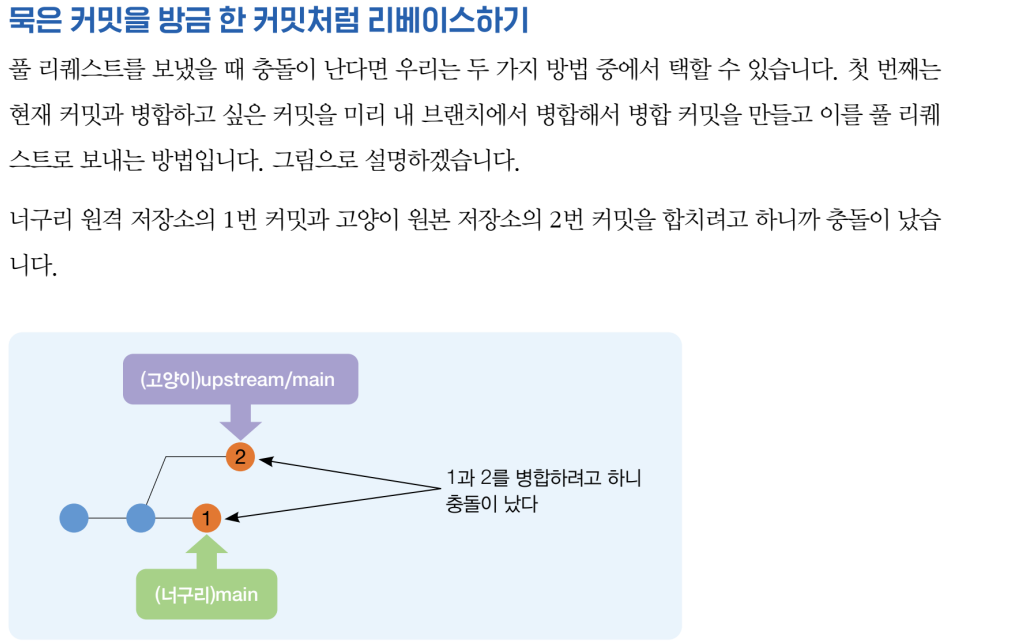 묵은 커밋을 방금 한 커밋처럼 리베이스하기
풀 리퀘스트를 보냈을 때 충돌이 난다면 우리는 두 가지 방법 중에서 택할 수 있습니다. 첫 번째는
현재 커밋과 병합하고 싶은 커밋을 미리 내 브랜치에서 병합해서 병합 커밋을 만들고 이를 풀 리퀘
스트로 보내는 방법입니다. 그림으로 설명하겠습니다.
너구리 원격 저장소의 1번 커밋과 고양이 원본 저장소의 2번 커밋을 합치려고 하니까 충돌이 났습
니다.
(고양이)upstream/main
2
1과 2를 병합하려고 하니
충돌이 났다
1
(너구리)main